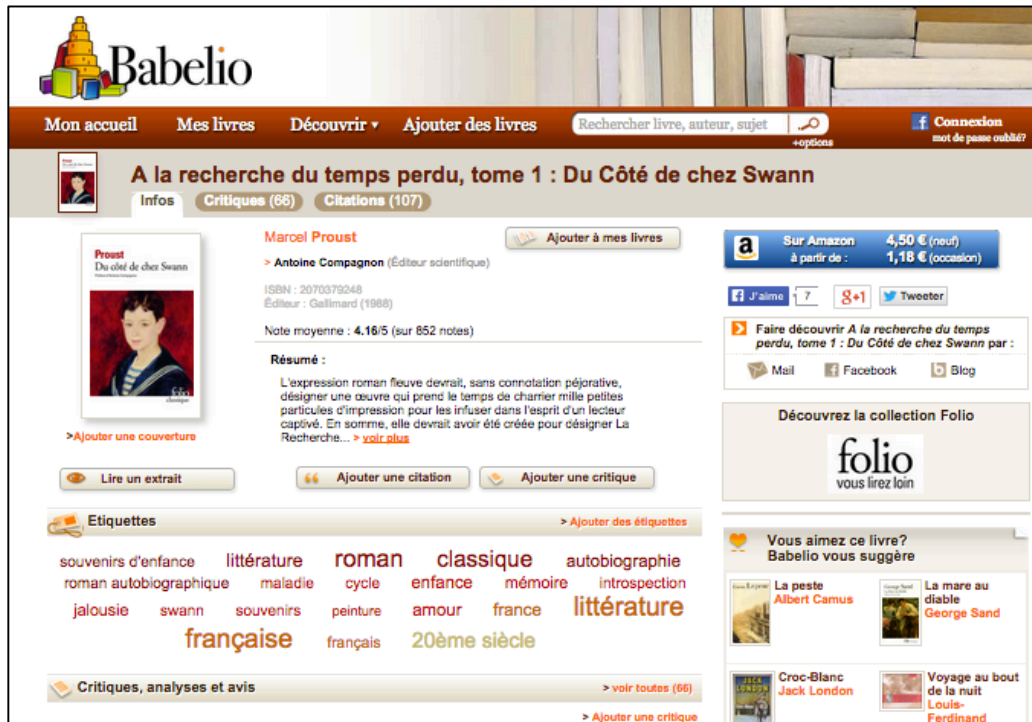 Babelio
Mon accueil Mes livres Découvrir Ajouter des livres Rechercher livre, auteur, sujet
+options
Connexion
mot de passe oublié?
A la recherche du temps perdu, tome 1 : Du Côté de chez Swann
Infos Critiques (66) Citations (107)
Proust
Du côté de chez Swann
folio
classique
>Ajouter une couverture
Lire un extrait
Marcel Proust
Ajouter à mes livres
> Antoine Compagnon (Éditeur scientifique)
ISBN : 2070379248
Éditeur : Gallimard (1988)
Note moyenne : 4.16/5 (sur 852 notes)
Résumé :
L'expression roman fleuve devrait, sans connotation péjorative,
désigner une œuvre qui prend le temps de charrier mille petites
particules d'impression pour les infuser dans l'esprit d'un lecteur
captivé. En somme, elle devrait avoir été créée pour désigner La
Recherche... > voir plus
Ajouter une citation Ajouter une critique
Etiquettes > Ajouter des étiquettes
souvenirs d'enfance littérature roman classique autobiographie
roman autobiographique maladie cycle enfance mémoire introspection
jalousie swann souvenirs peinture amour france littérature
française français 20ème siècle
Critiques, analyses et avis > voir toutes (66)
> Ajouter une critique
a Sur Amazon 4,50 € (neuf)
à partir de : 1,18 € (occasion)
J'aime 7 g+1 Tweeter
Faire découvrir A la recherche du temps
perdu, tome 1 : Du Côté de chez Swann par :
Mail Facebook Blog
Découvrez la collection Folio
folio
vous lirez loin
Vous aimez ce livre?
Babelio vous suggère
La peste
Albert Camus
La mare au
diable
George Sand
Croc-Blanc
Jack London
Voyage au bout
de la nuit
Louis-
Ferdinand